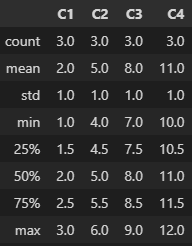 C1 C2 C3 C4
count 3.0 3.0 3.0 3.0
mean 2.0 5.0 8.0 11.0
std 1.0 1.0 1.0 1.0
min 1.0 4.0 7.0 10.0
25% 1.5 4.5 7.5 10.5
50% 2.0 5.0 8.0 11.0
75% 2.5 5.5 8.5 11.5
max 3.0 6.0 9.0 12.0